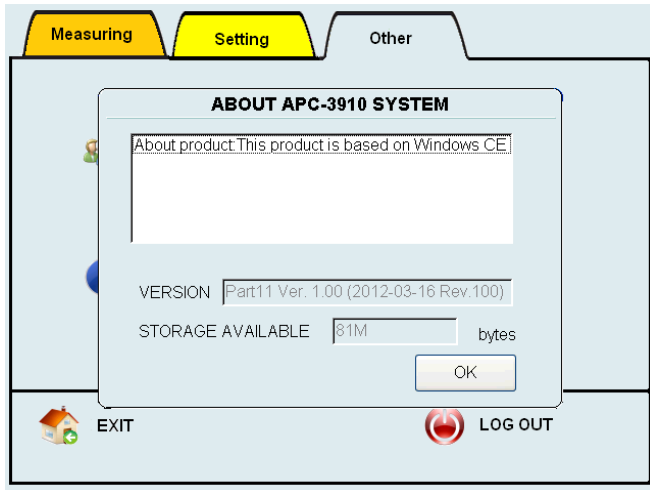 Measuring
Setting
Other
ABOUT APC-3910 SYSTEM
About product:This product is based on Windows CE
VERSION Part11 Ver. 1.00 (2012-03-16 Rev.100)
STORAGE AVAILABLE 81M bytes
OK
EXIT
LOG OUT